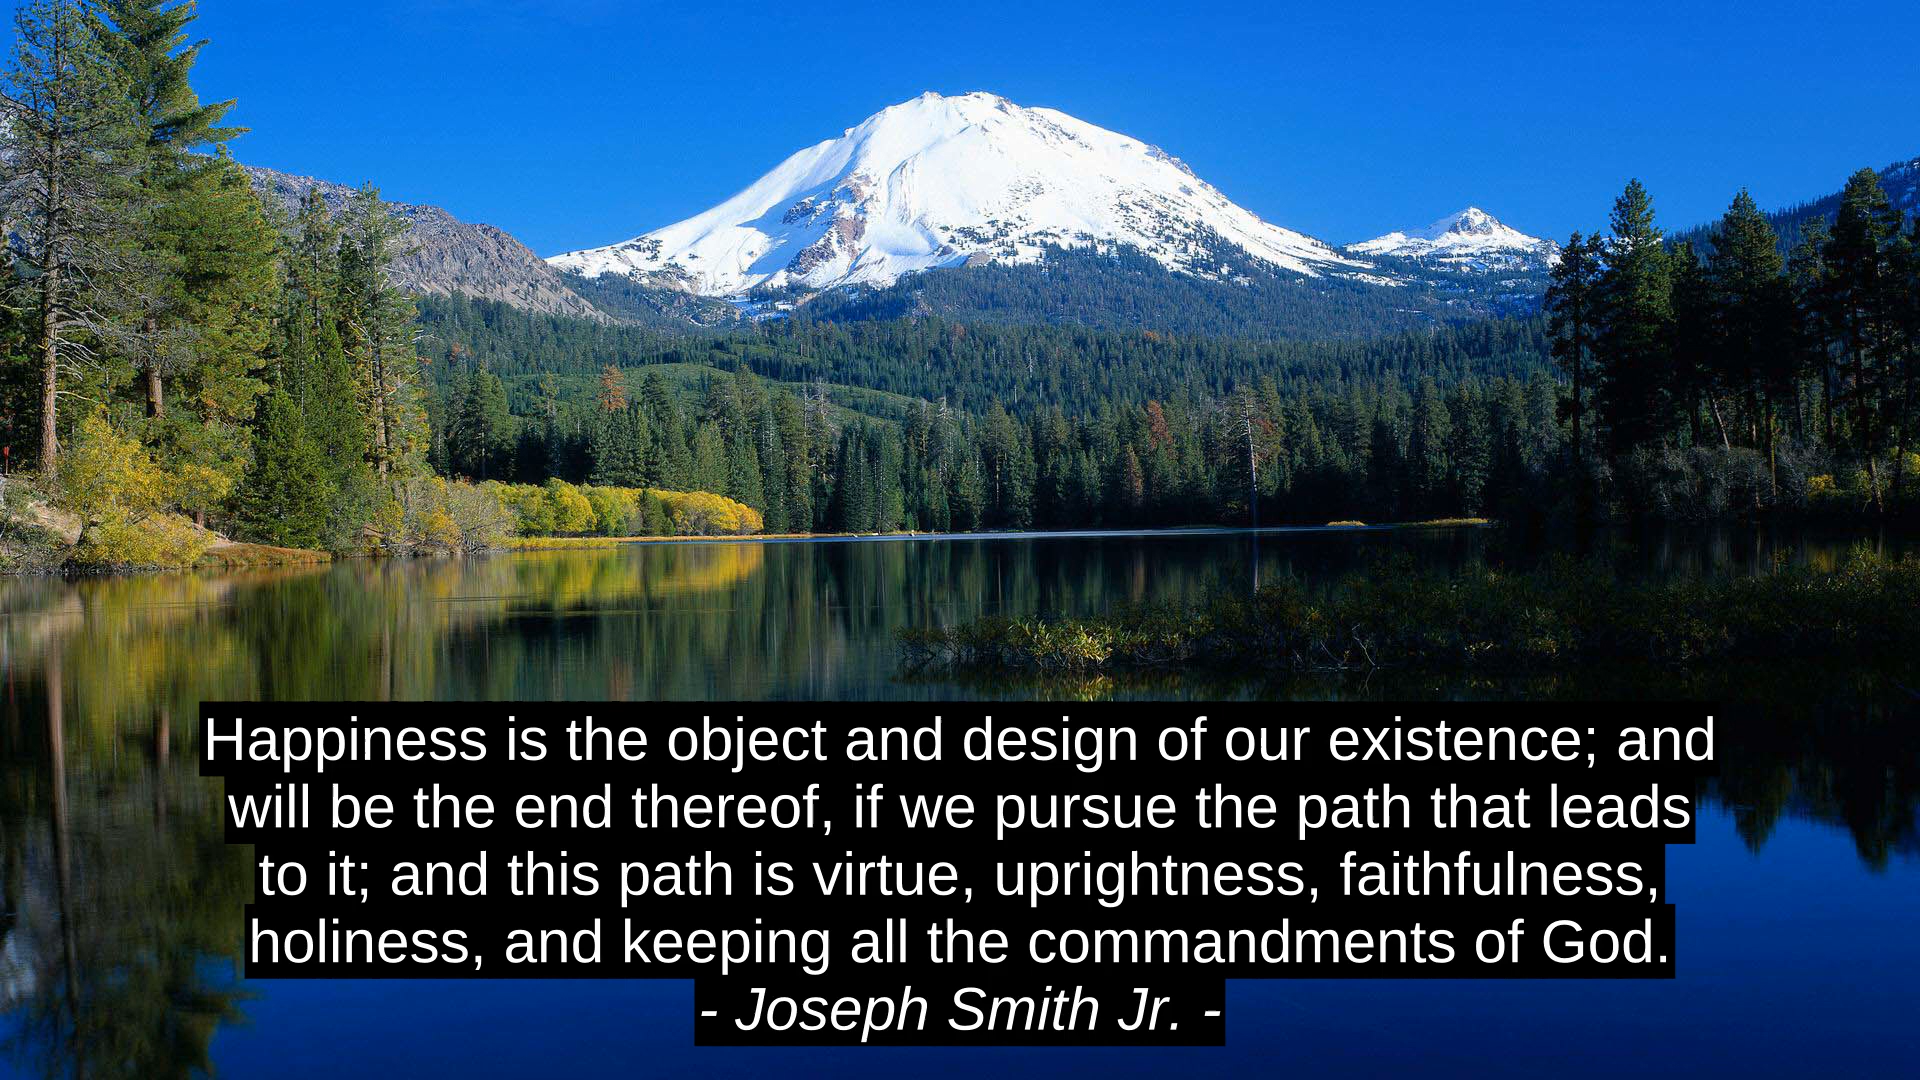 Happiness is the object and design of our existence; and
will be the end thereof, if we pursue the path that leads
to it; and this path is virtue, uprightness, faithfulness,
holiness, and keeping all the commandments of God.
- Joseph Smith Jr. -